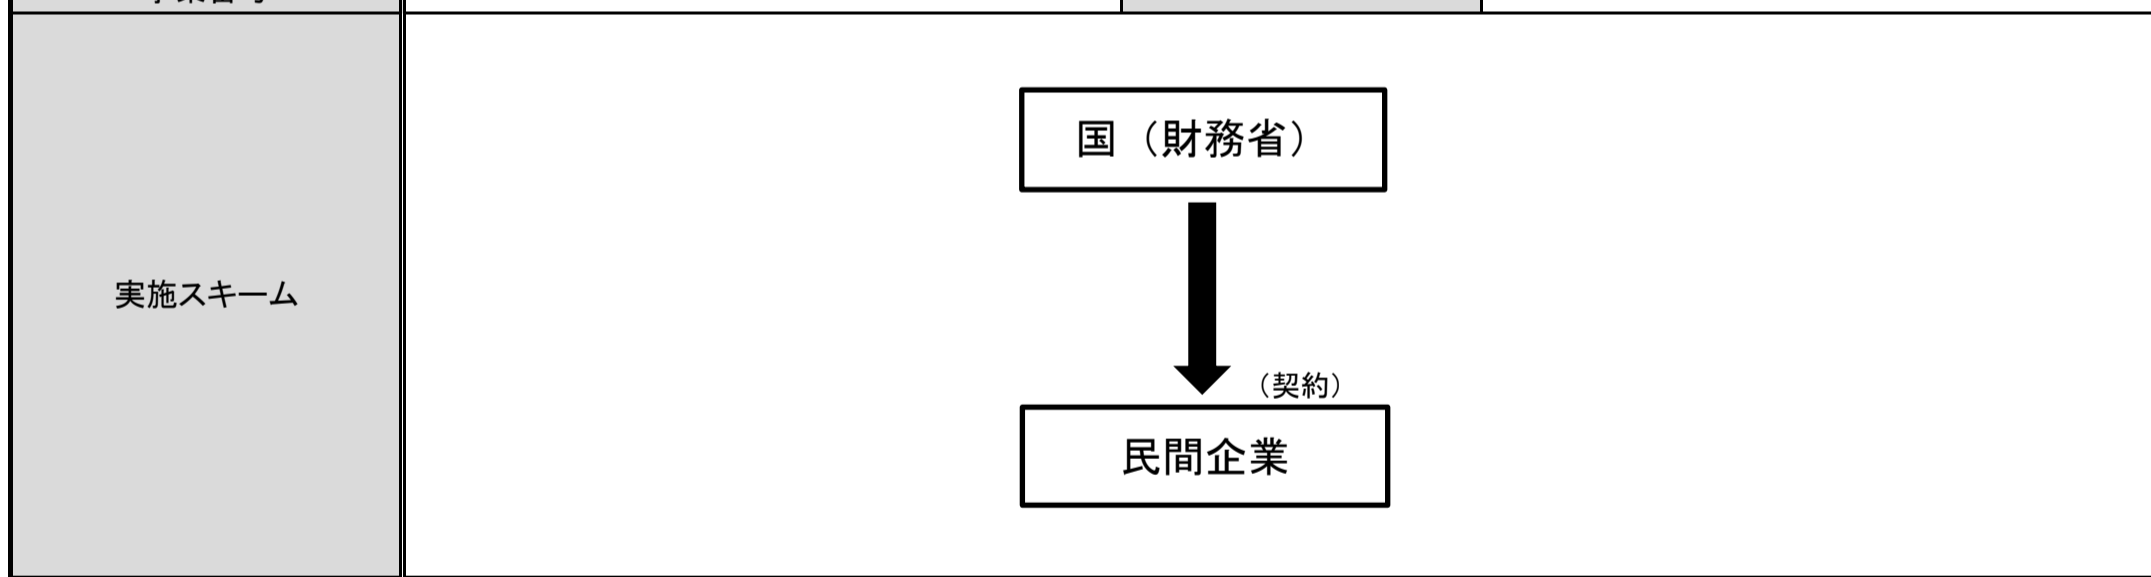 国（財務省）
実施スキーム
（契約）
民間企業